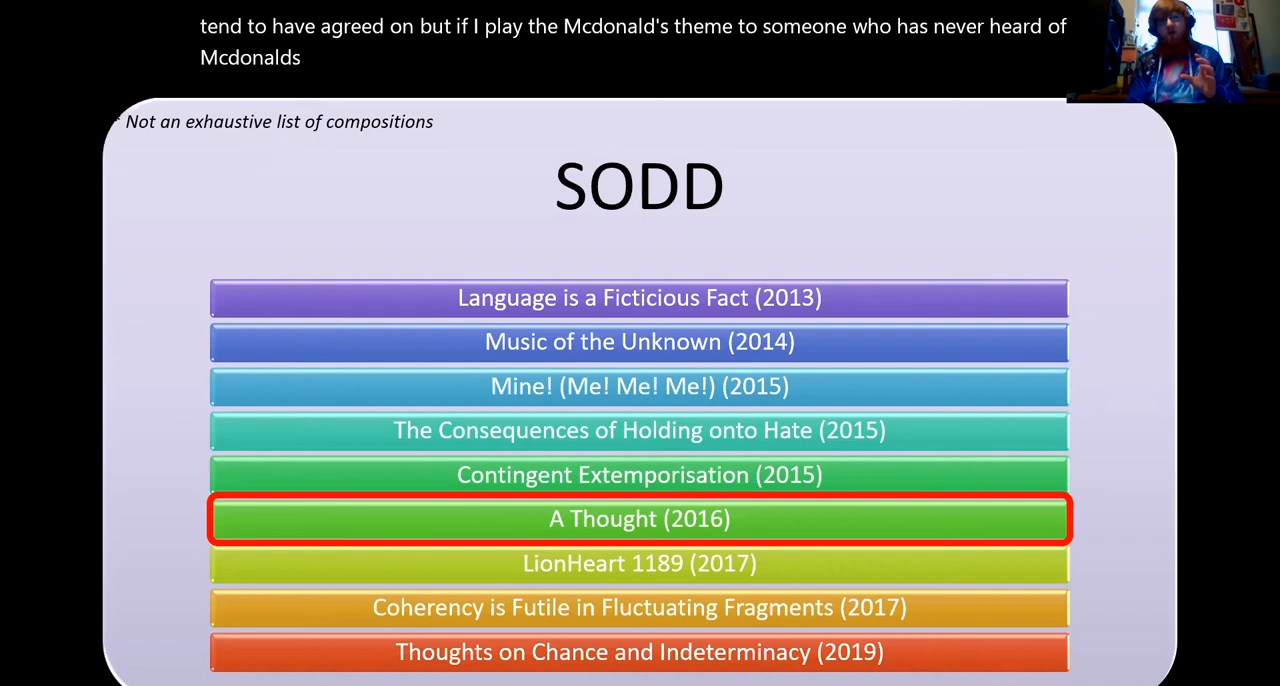 tend to have agreed on but if I play the Mcdonald's theme to someone who has never heard of
Mcdonalds
* Not an exhaustive list of compositions
SODD
Language is a Ficticious Fact (2013)
Music of the Unknown (2014)
Mine! (Me! Me! Me!) (2015)
The Consequences of Holding onto Hate (2015)
Contingent Extemporisation (2015)
A Thought (2016)
LionHeart 1189 (2017)
Coherency is Futile in Fluctuating Fragments (2017)
Thoughts on Chance and Indeterminacy (2019)